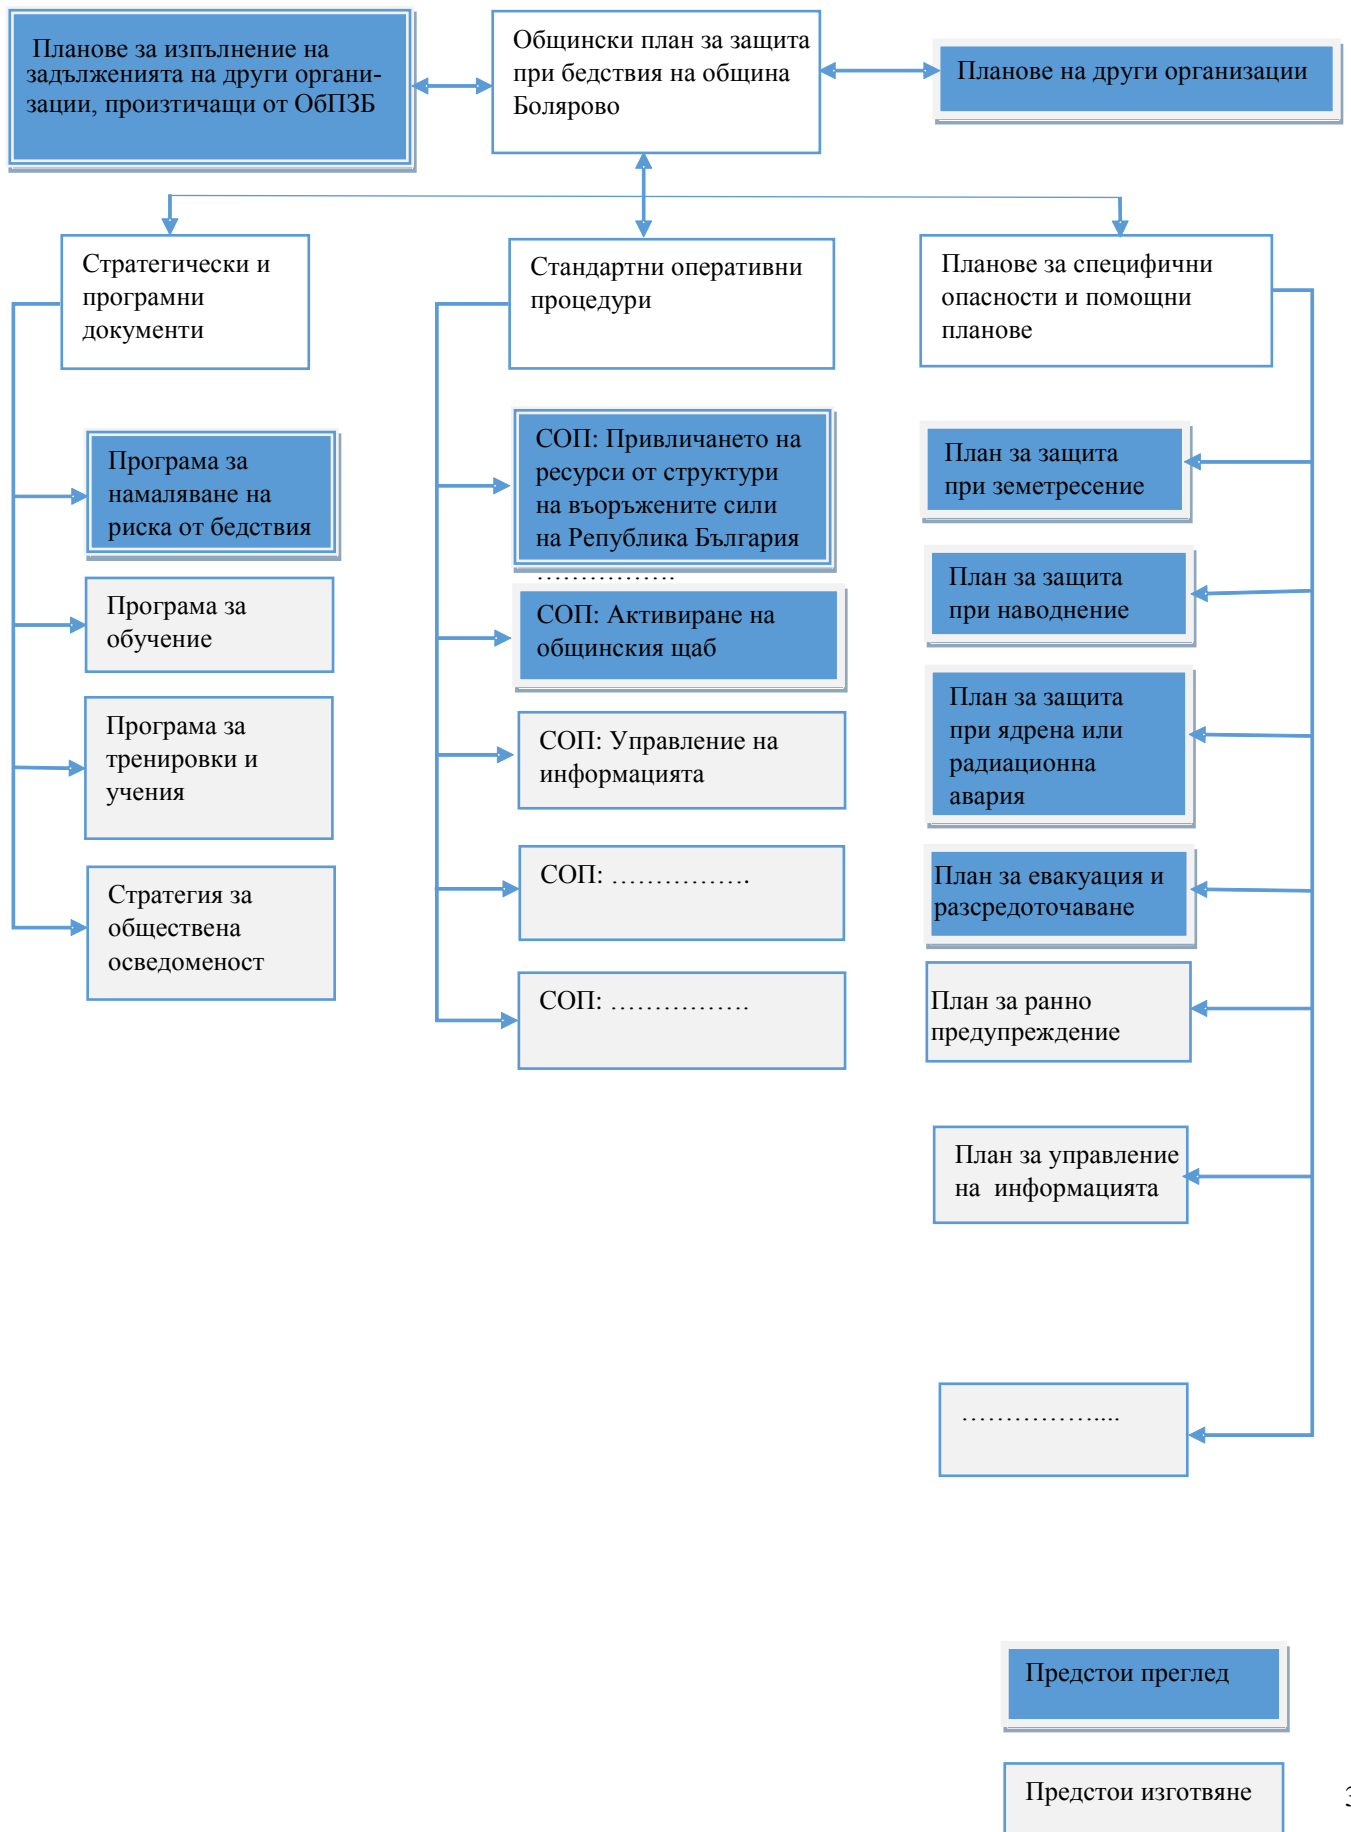 Планове за изпълнение на
задълженията на други органи-
зации, произтичащи от ОбПЗБ
Общински план за защита
при бедствия на община
Болярово
Планове на други организации
Стратегически и
програмни
документи
Стандартни оперативни
процедури
Планове за специфични
опасности и помощни
планове
Програма за
намаляване на
риска от бедствия
Програма за
обучение
Програма за
тренировки и
учения
Стратегия за
обществена
осведоменост
СОП: Привличането на
ресурси от структури
на въоръжените сили
на Република България
…………….
СОП: Активиране на
общинския щаб
СОП: Управление на
информацията
СОП: …………….
СОП: …………….
План за защита
при земетресение
План за защита
при наводнение
План за защита
при ядрена или
радиационна
авария
План за евакуация и
разсредоточаване
План за ранно
предупреждение
План за управление
на  информацията
……………....
Предстои преглед
Предстои изготвяне